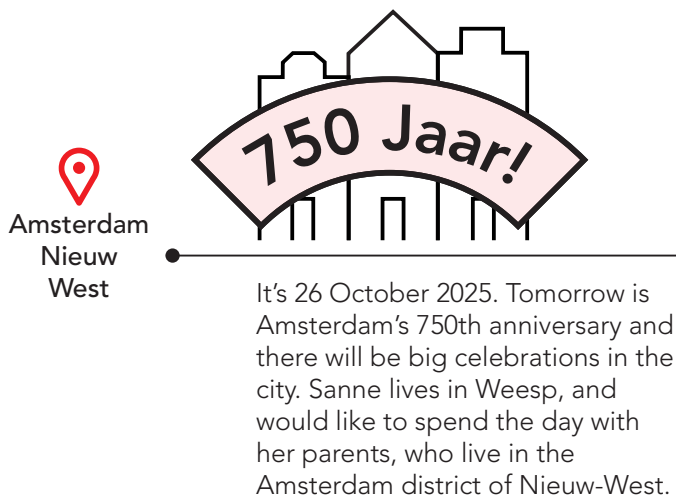 750 Jaar!
Amsterdam
Nieuw
West
It's 26 October 2025. Tomorrow is
Amsterdam's 750th anniversary and
there will be big celebrations in the
city. Sanne lives in Weesp, and
would like to spend the day with
her parents, who live in the
Amsterdam district of Nieuw-West.